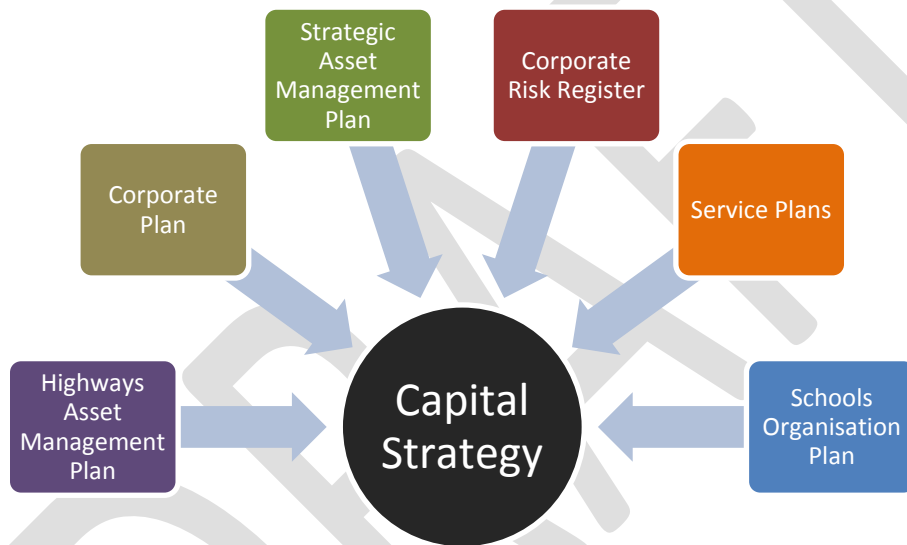 Strategic
Asset
Management
Plan
Corporate
Risk Register
Corporate
Plan
Service Plans
Highways
Asset
Management
Plan
Capital
Strategy
Schools
Organisation
Plan